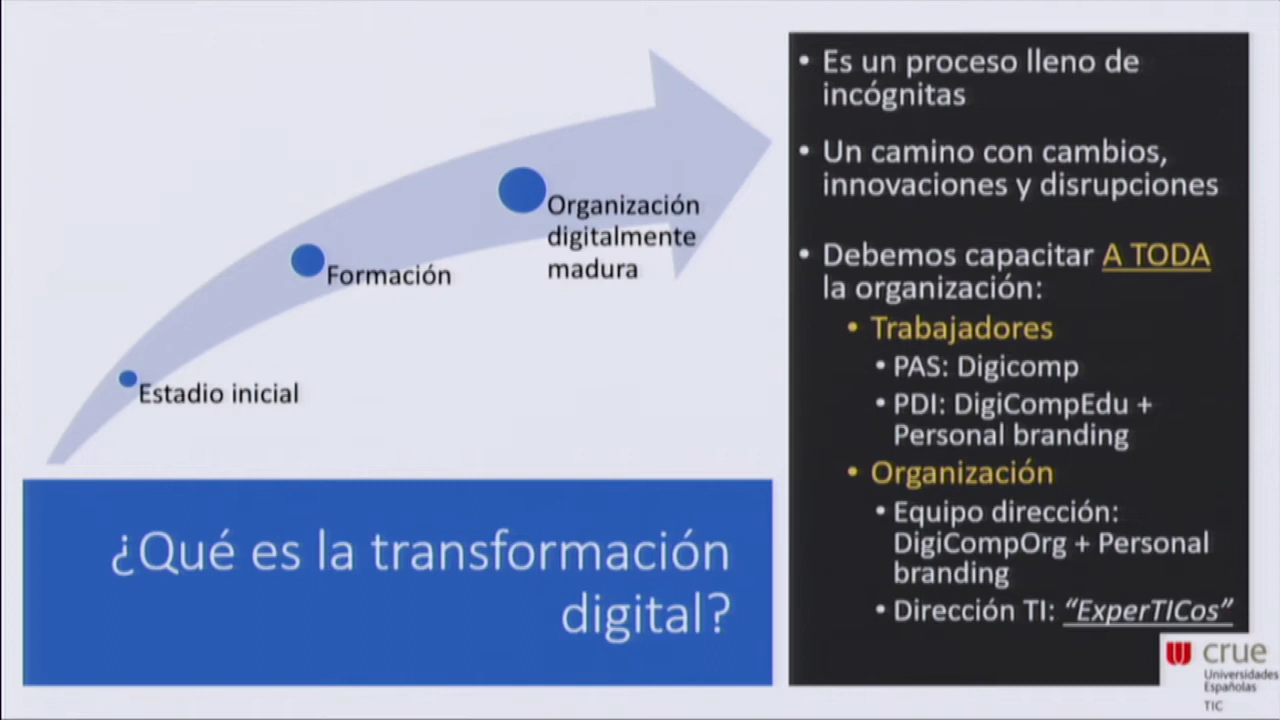 Organización
digitalmente
madura
Formación
Estadio inicial
¿Qué es la transformación
digital?
• Es un proceso lleno de
incógnitas
• Un camino con cambios,
innovaciones y disrupciones
• Debemos capacitar A TODA
la organización:
• Trabajadores
• PAS: Digicomp
• PDI: DigiCompEdu +
Personal branding
• Organización
• Equipo dirección:
DigiCompOrg + Personal
branding
• Dirección TI: “ExperTICos”
crue
Universidades
Españolas
TIC